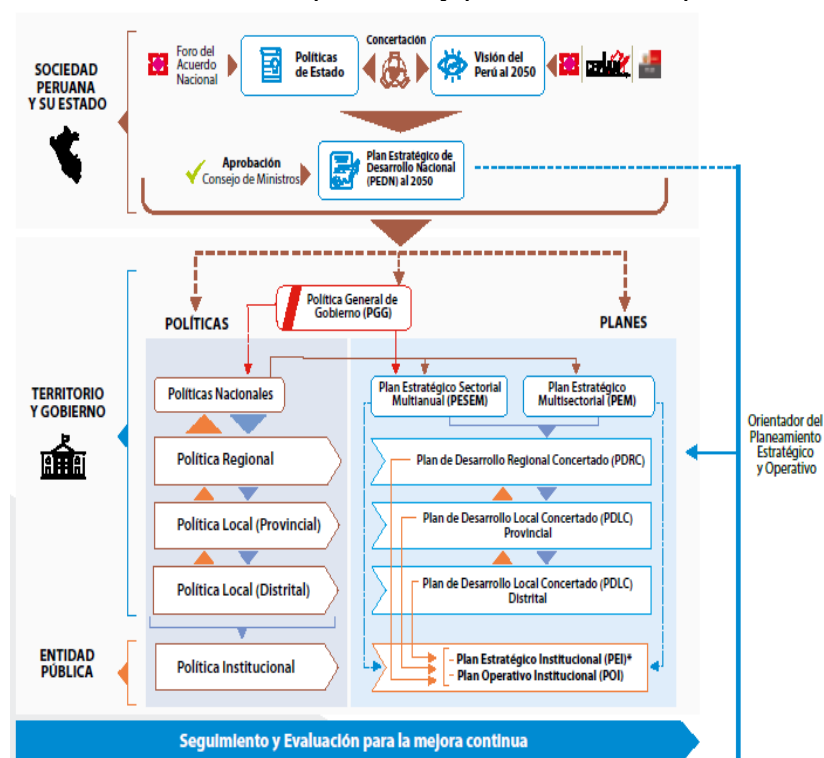 SOCIEDAD
PERUANA
Y SU ESTADO
Foro del
Acuerdo
Nacional
Políticas
de Estado
Concertación
Visión del
Perú al 2050
Aprobación
Consejo de Ministros
Plan Estratégico de
Desarrollo Nacional
(PEDN) al 2050
POLÍTICAS
Política General de
Gobierno (PGG)
PLANES
TERRITORIO
Y GOBIERNO
Políticas Nacionales
Plan Estratégico Sectorial
Multianual (PESEM)
Plan Estratégico
Multisectorial (PEM)
Política Regional
Plan de Desarrollo Regional Concertado (PDRC)
Política Local (Provincial)
Plan de Desarrollo Local Concertado (PDLC)
Provincial
Política Local (Distrital)
Plan de Desarrollo Local Concertado (PDLC)
Distrital
Orientador del
Planeamiento
Estratégico
y Operativo
ENTIDAD
PÚBLICA
Política Institucional
- Plan Estratégico Institucional (PEI)*
- Plan Operativo Institucional (POI)
Seguimiento y Evaluación para la mejora continua